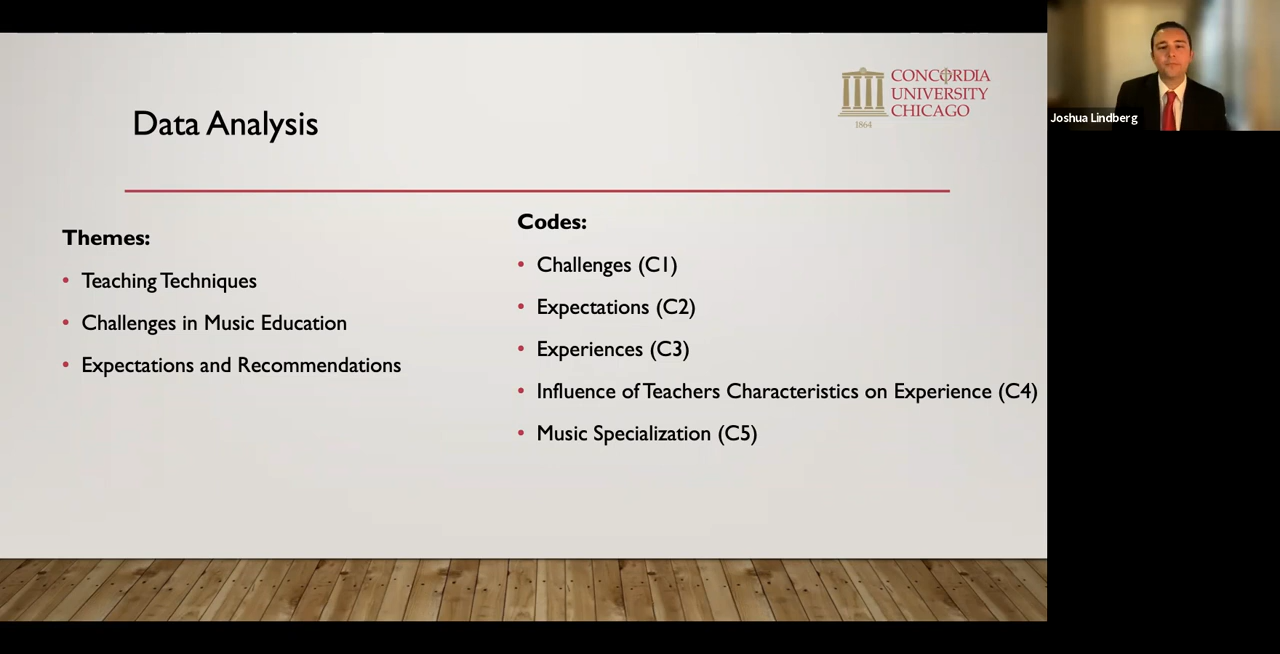 Data Analysis
CONCORDIA
UNIVERSITY
CHICAGO
1864
Themes:
• Teaching Techniques
• Challenges in Music Education
• Expectations and Recommendations
Codes:
• Challenges (C1)
• Expectations (C2)
• Experiences (C3)
• Influence of Teachers Characteristics on Experience (C4)
• Music Specialization (C5)
Joshua Lindberg